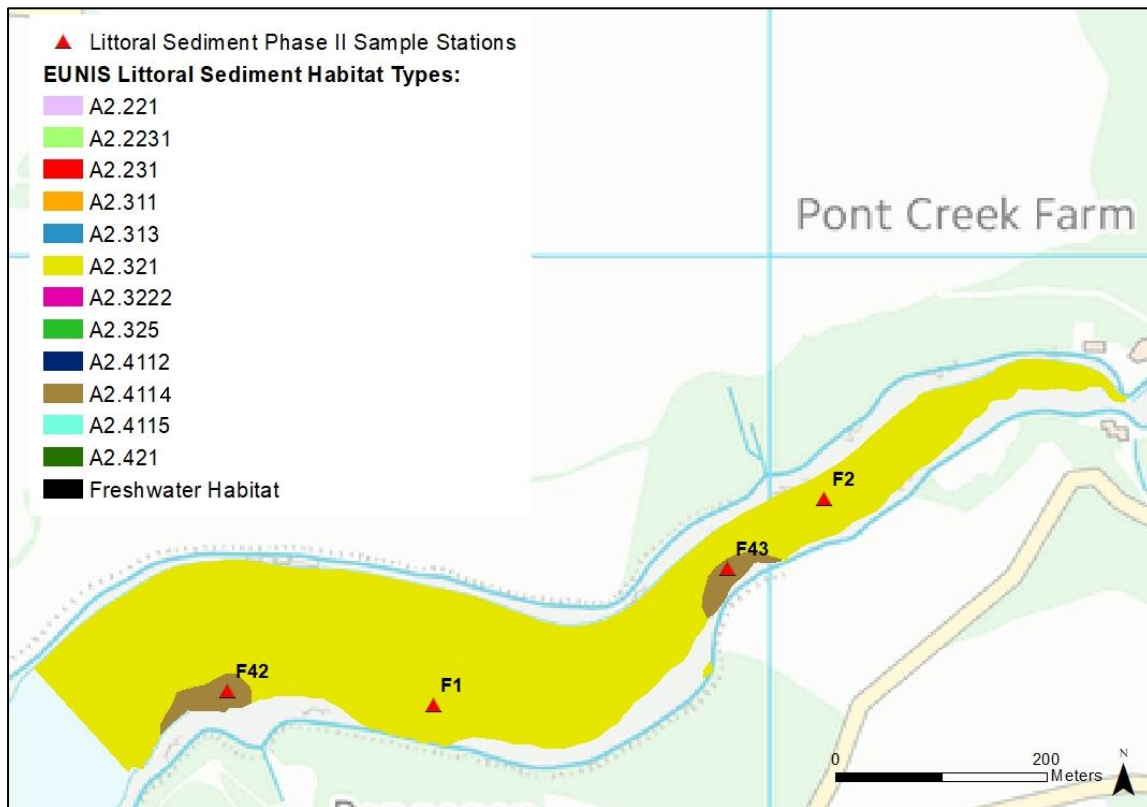 Littoral Sediment Phase II Sample Stations
EUNIS Littoral Sediment Habitat Types:
A2.221
A2.2231
A2.231
A2.311
A2.313
A2.321
A2.3222
A2.325
A2.4112
A2.4114
A2.4115
A2.421
Freshwater Habitat
Pont Creek Farm
F2
F43
F42
F1
0 200
Meters
N